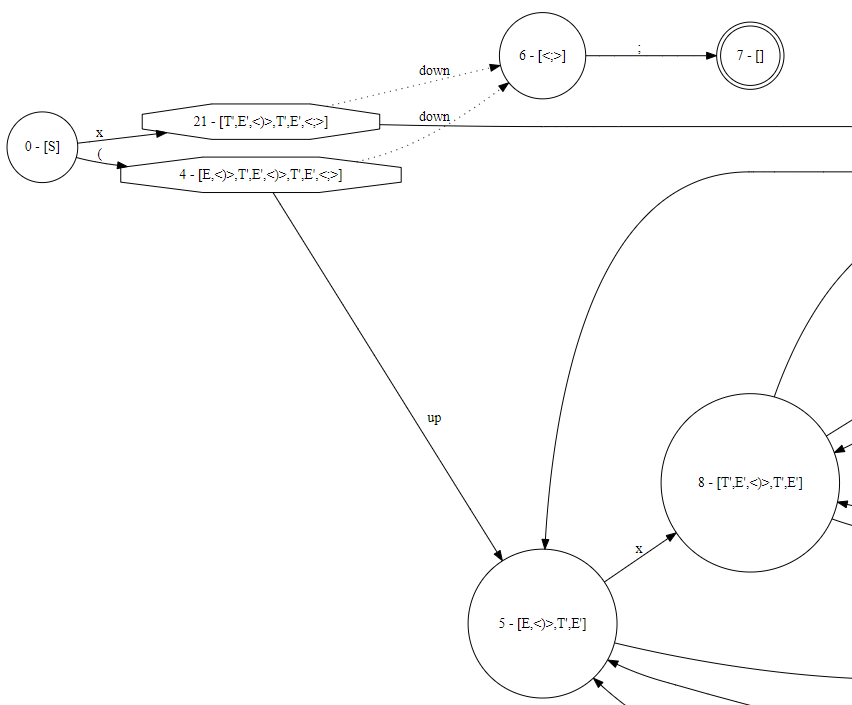 6 - [<;>]
;
7 - []
down
21 - [T',E',<)>,T',E',<;>]
down
x
0 - [S]
(
4 - [E,<)>,T',E',<)>,T',E',<;>]
up
8 - [T',E',<)>,T',E']
x
5 - [E,<)>,T',E']